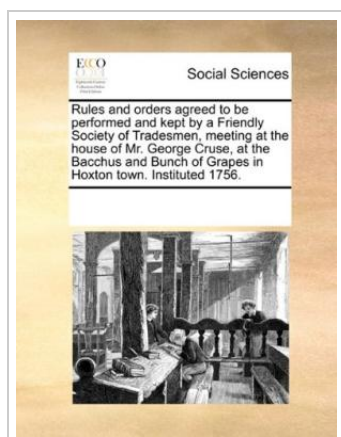 ECCO
Social Sciences
Rules and orders agreed to be
performed and kept by a Friendly
Society of Tradesmen, meeting at the
house of Mr. George Cruse, at the
Bacchus and Bunch of Grapes in
Hoxton town. Instituted 1756.